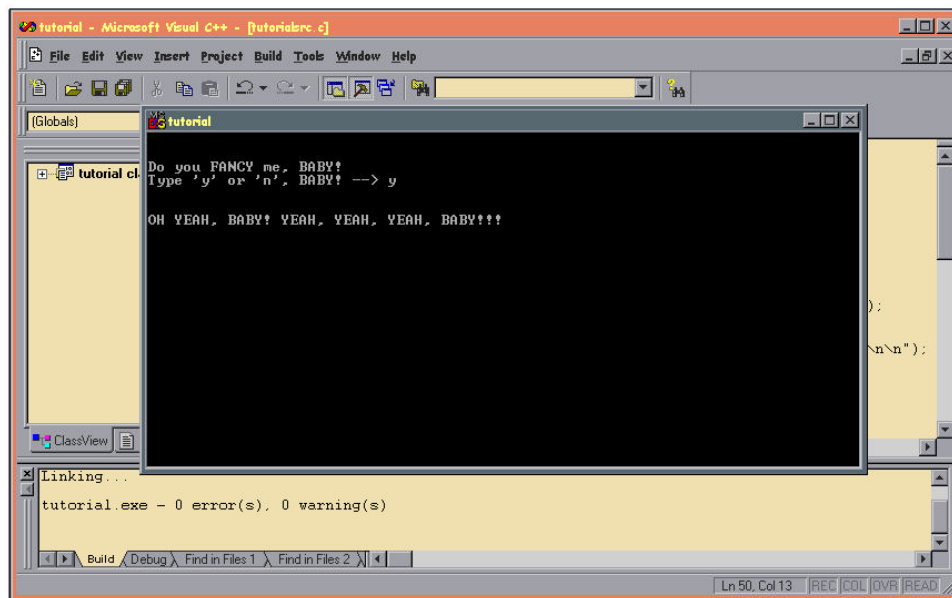 tutorial - Microsoft Visual C++ - [tutorialsrc.c]
File Edit View Insert Project Build Tools Window Help
(Globals)
tutorial
tutorial cl
Do you FANCY me, BABY!
Type 'y' or 'n', BABY! --> y
OH YEAH, BABY! YEAH, YEAH, YEAH, BABY!!!
);
\n\n");
ClassView
Linking...
tutorial.exe - 0 error(s), 0 warning(s)
Build Debug Find in Files 1 Find in Files 2
Ln 50, Col 13 REC COL OVR READ